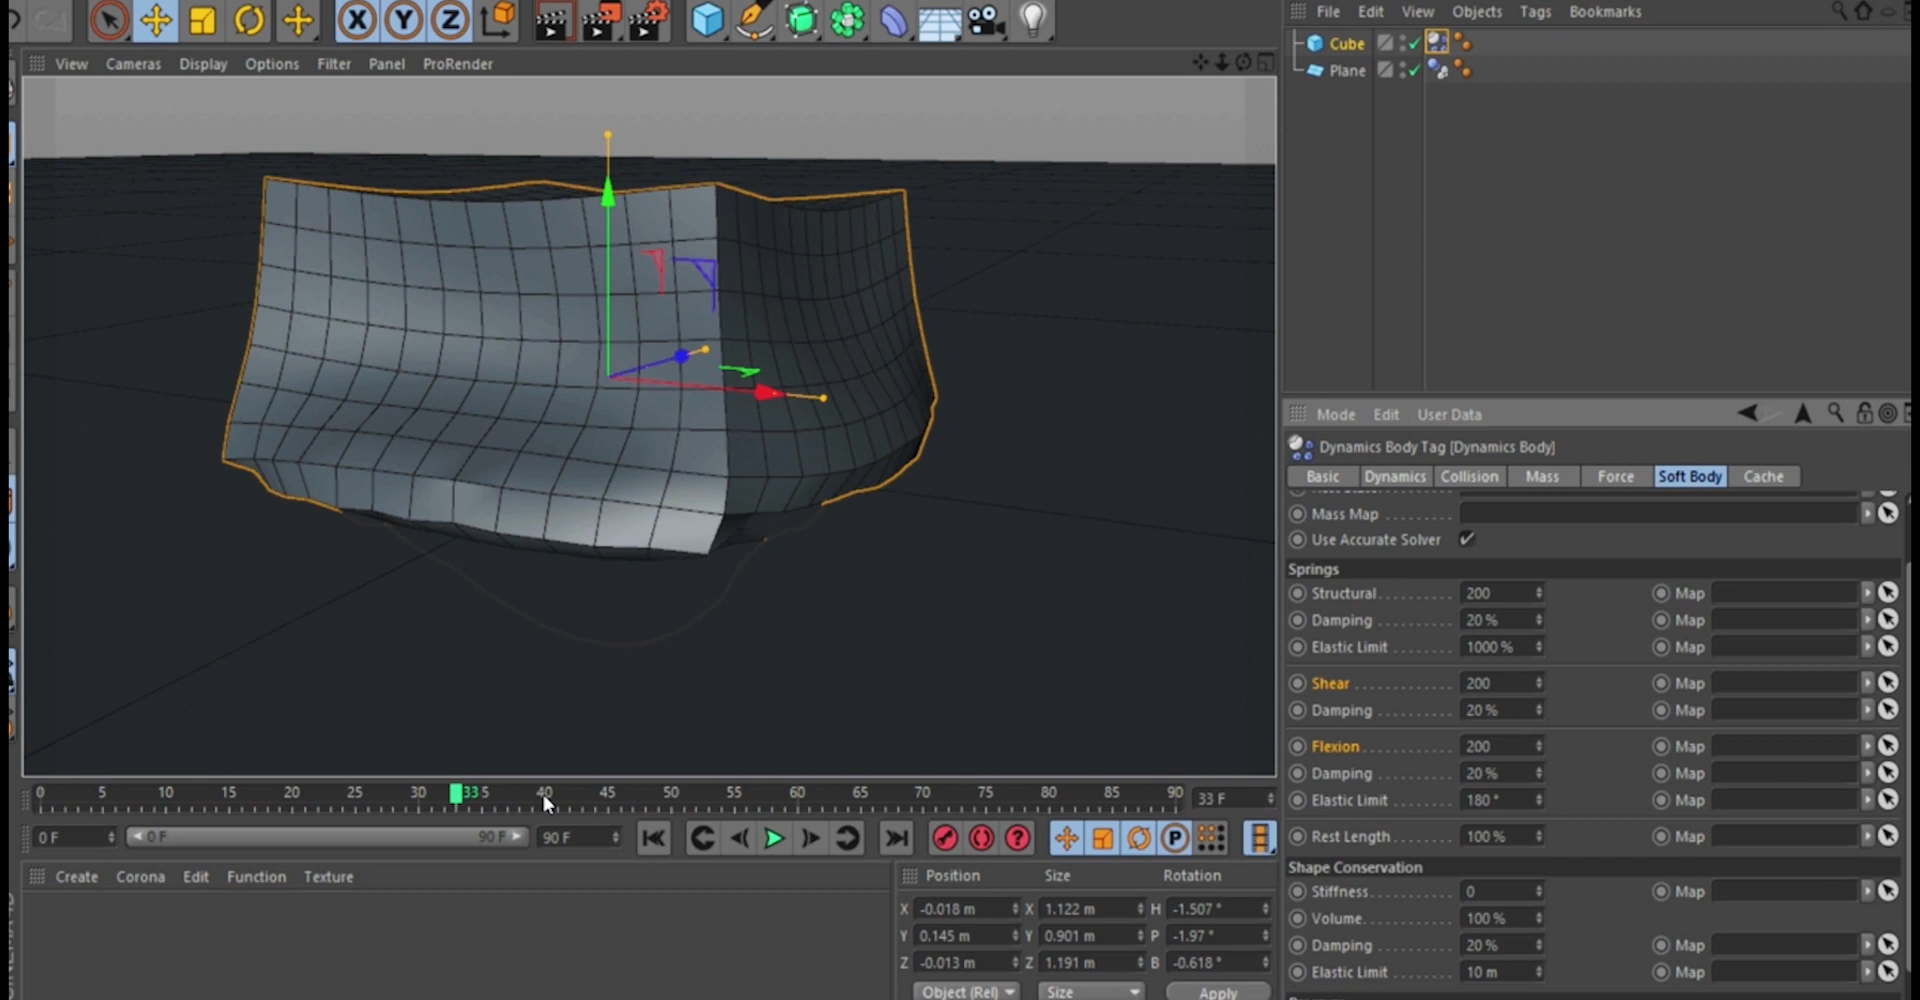 X Y Z
File Edit View Objects Tags Bookmarks
Cube
Plane
View Cameras Display Options Filter Panel ProRender
Mode Edit User Data
Dynamics Body Tag [Dynamics Body]
Basic Dynamics Collision Mass Force Soft Body Cache
Mass Map
Use Accurate Solver
Springs
Structural 200 Map
Damping 20 % Map
Elastic Limit 1000 % Map
Shear 200 Map
Damping 20 % Map
Flexion 200 Map
Damping 20 % Map
Elastic Limit 180 ° Map
Rest Length 100 % Map
Shape Conservation
Stiffness 0 Map
Volume 100 %
Damping 20 % Map
Elastic Limit 10 m Map
0 5 10 15 20 25 30 33 5 40 45 50 55 60 65 70 75 80 85 90 33 F
0 F 0 F 90 F 90 F ? P
Create Corona Edit Function Texture
Position Size Rotation
X -0.018 m X 1.122 m H -1.507 °
Y 0.145 m Y 0.901 m P -1.97 °
Z -0.013 m Z 1.191 m B -0.618 °
Object (Rel) Size Apply